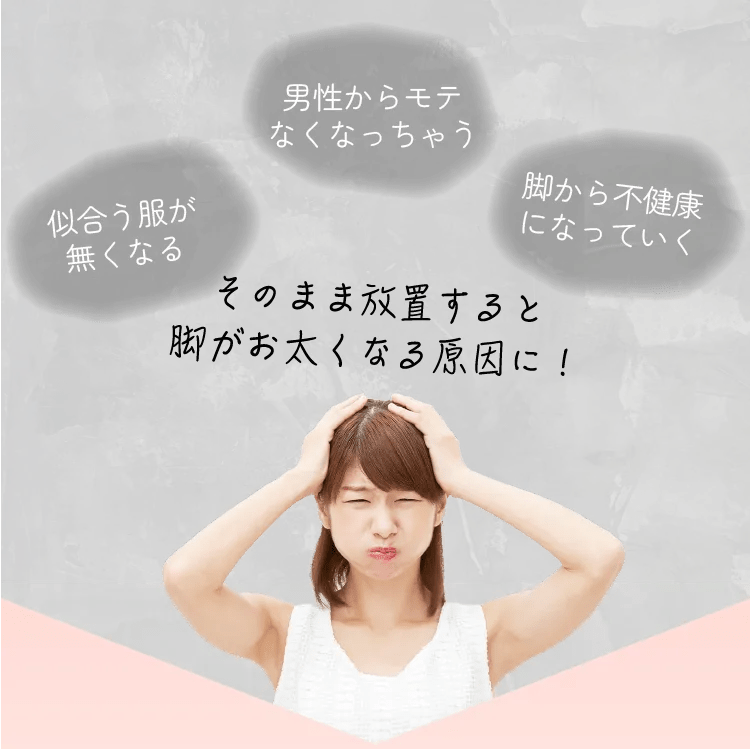 男性からモテ
なくなっちゃう
似合う服が
無くなる
脚から不健康
になっていく
そのまま放置すると
脚がお太くなる原因に！